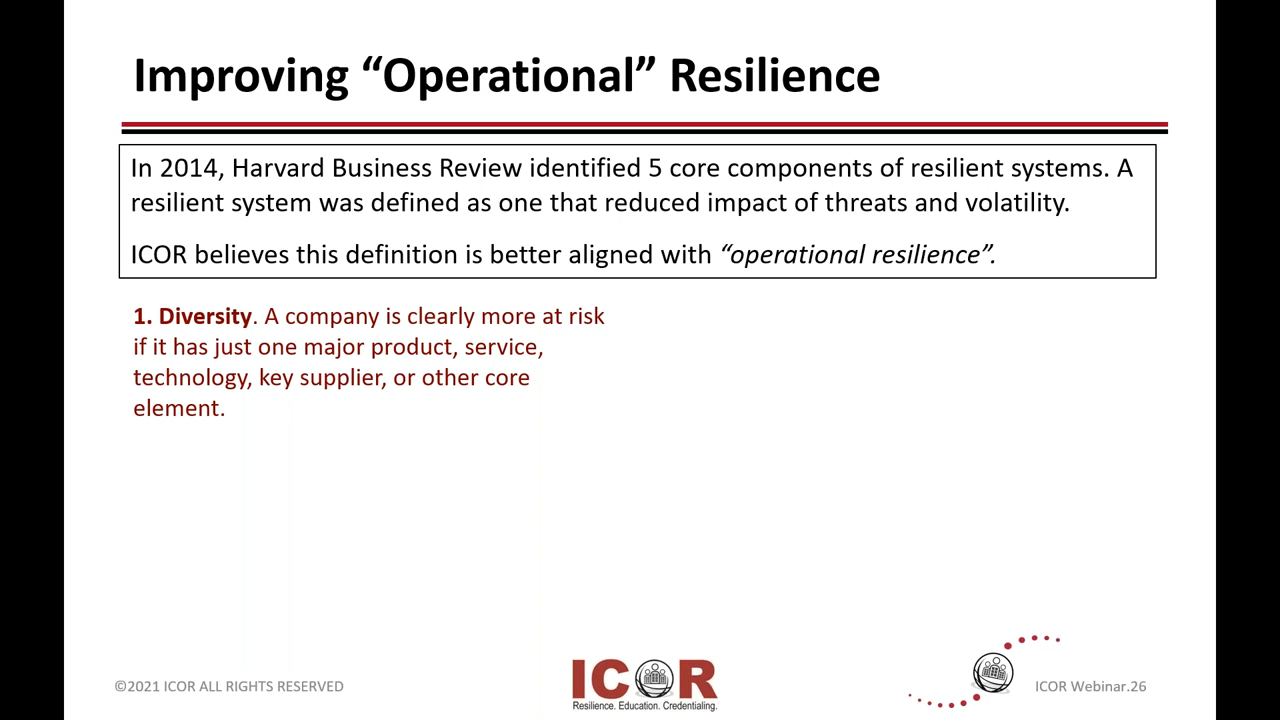 Improving “Operational” Resilience
In 2014, Harvard Business Review identified 5 core components of resilient systems. A
resilient system was defined as one that reduced impact of threats and volatility.
ICOR believes this definition is better aligned with “operational resilience”.
1. Diversity. A company is clearly more at risk
if it has just one major product, service,
technology, key supplier, or other core
element.
©2021 ICOR ALL RIGHTS RESERVED
ICOR
Resilience. Education. Credentialing.
ICOR Webinar.26